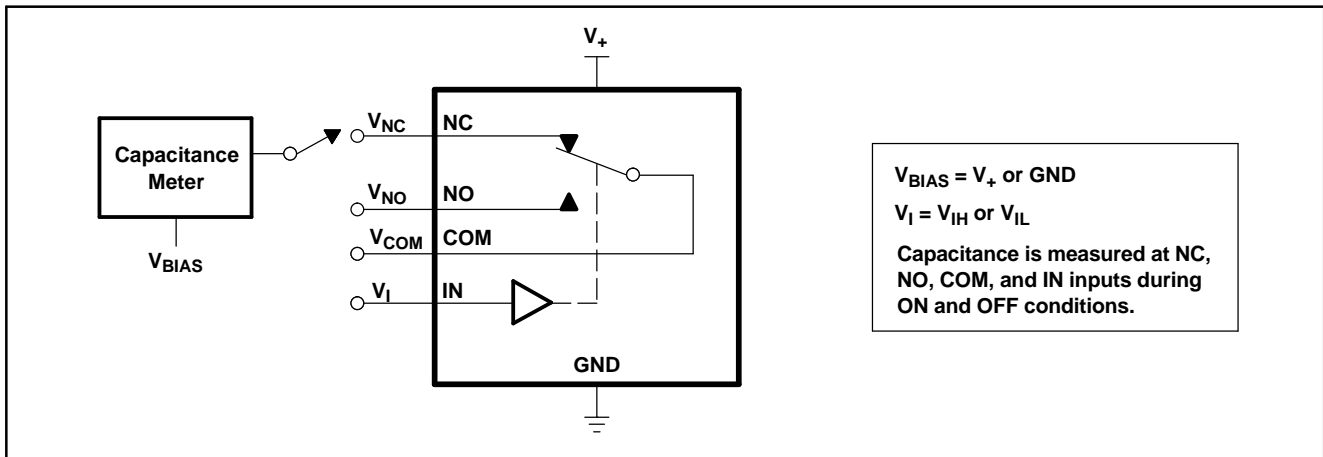 V+
Capacitance
Meter
VBIAS
VNC
NC
VNO
NO
VCOM
COM
VI
IN
GND
VBIAS = V+ or GND
VI = VIH or VIL
Capacitance is measured at NC,
NO, COM, and IN inputs during
ON and OFF conditions.